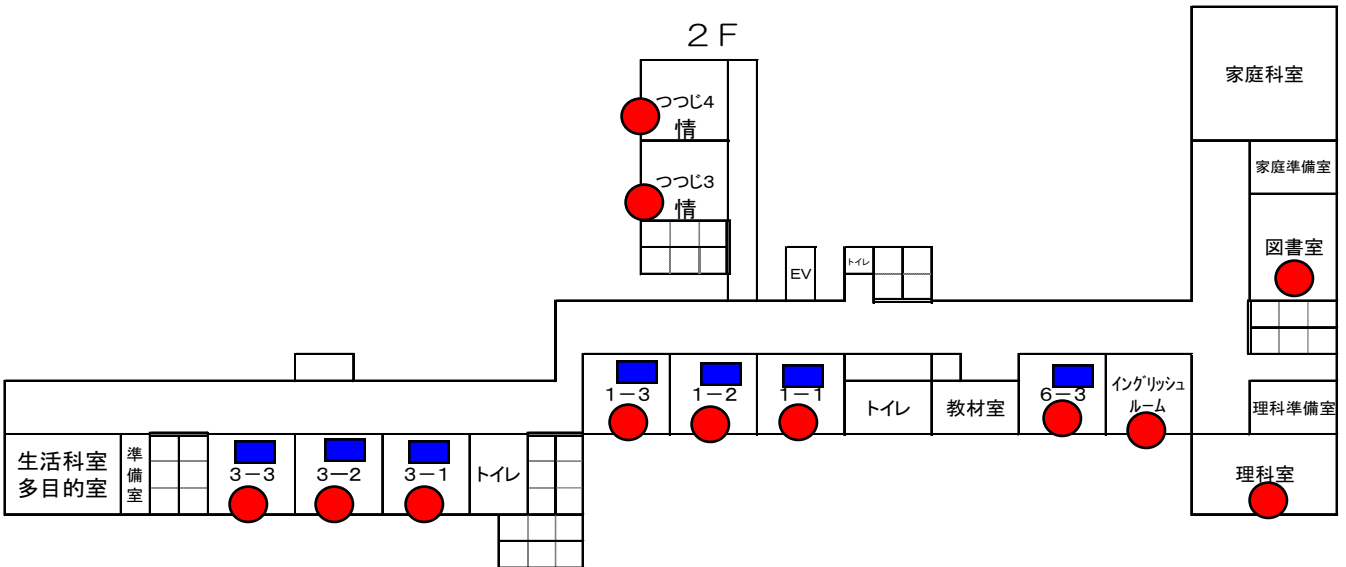 ２Ｆ
家庭科室
つつじ4
情
家庭準備室
つつじ3
情
図書室
EV
トイレ
１－３
１－２
１－１
トイレ
教材室
６－３
イングリッシュ
ルーム
理科準備室
生活科室
多目的室
準
備
室
３－３
３－２
３－１
トイレ
理科室